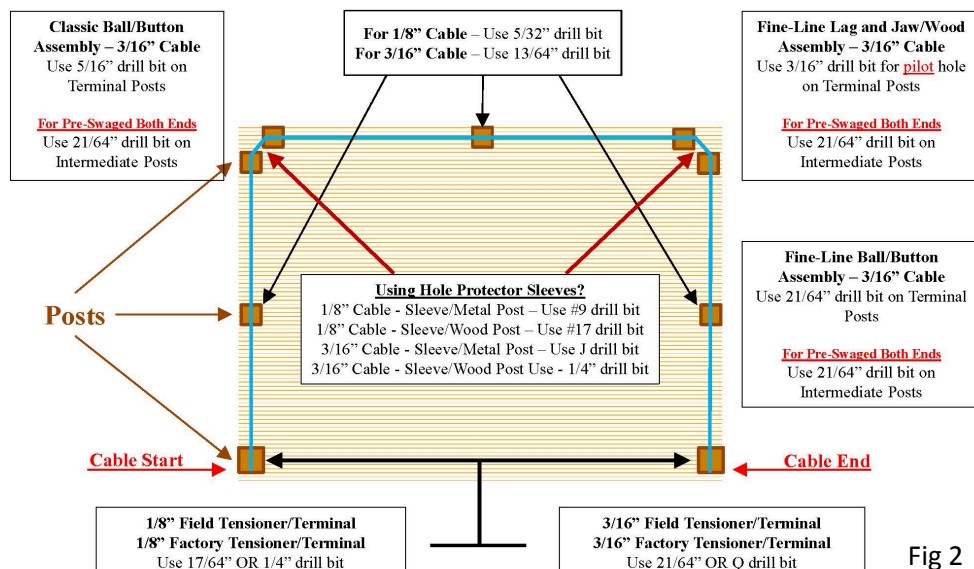 Classic Ball/Button
Assembly – 3/16” Cable
Use 5/16” drill bit on
Terminal Posts
For Pre-Swaged Both Ends
Use 21/64” drill bit on
Intermediate Posts
For 1/8” Cable – Use 5/32” drill bit
For 3/16” Cable – Use 13/64” drill bit
Fine-Line Lag and Jaw/Wood
Assembly – 3/16” Cable
Use 3/16” drill bit for pilot hole
on Terminal Posts
For Pre-Swaged Both Ends
Use 21/64” drill bit on
Intermediate Posts
Posts
Using Hole Protector Sleeves?
1/8” Cable - Sleeve/Metal Post – Use #9 drill bit
1/8” Cable - Sleeve/Wood Post – Use #17 drill bit
3/16” Cable - Sleeve/Metal Post – Use J drill bit
3/16” Cable - Sleeve/Wood Post Use - 1/4” drill bit
Fine-Line Ball/Button
Assembly – 3/16” Cable
Use 21/64” drill bit on Terminal
Posts
For Pre-Swaged Both Ends
Use 21/64” drill bit on
Intermediate Posts
Cable Start
Cable End
1/8” Field Tensioner/Terminal
1/8” Factory Tensioner/Terminal
Use 17/64” OR 1/4” drill bit
3/16” Field Tensioner/Terminal
3/16” Factory Tensioner/Terminal
Use 21/64” OR Q drill bit
Fig 2